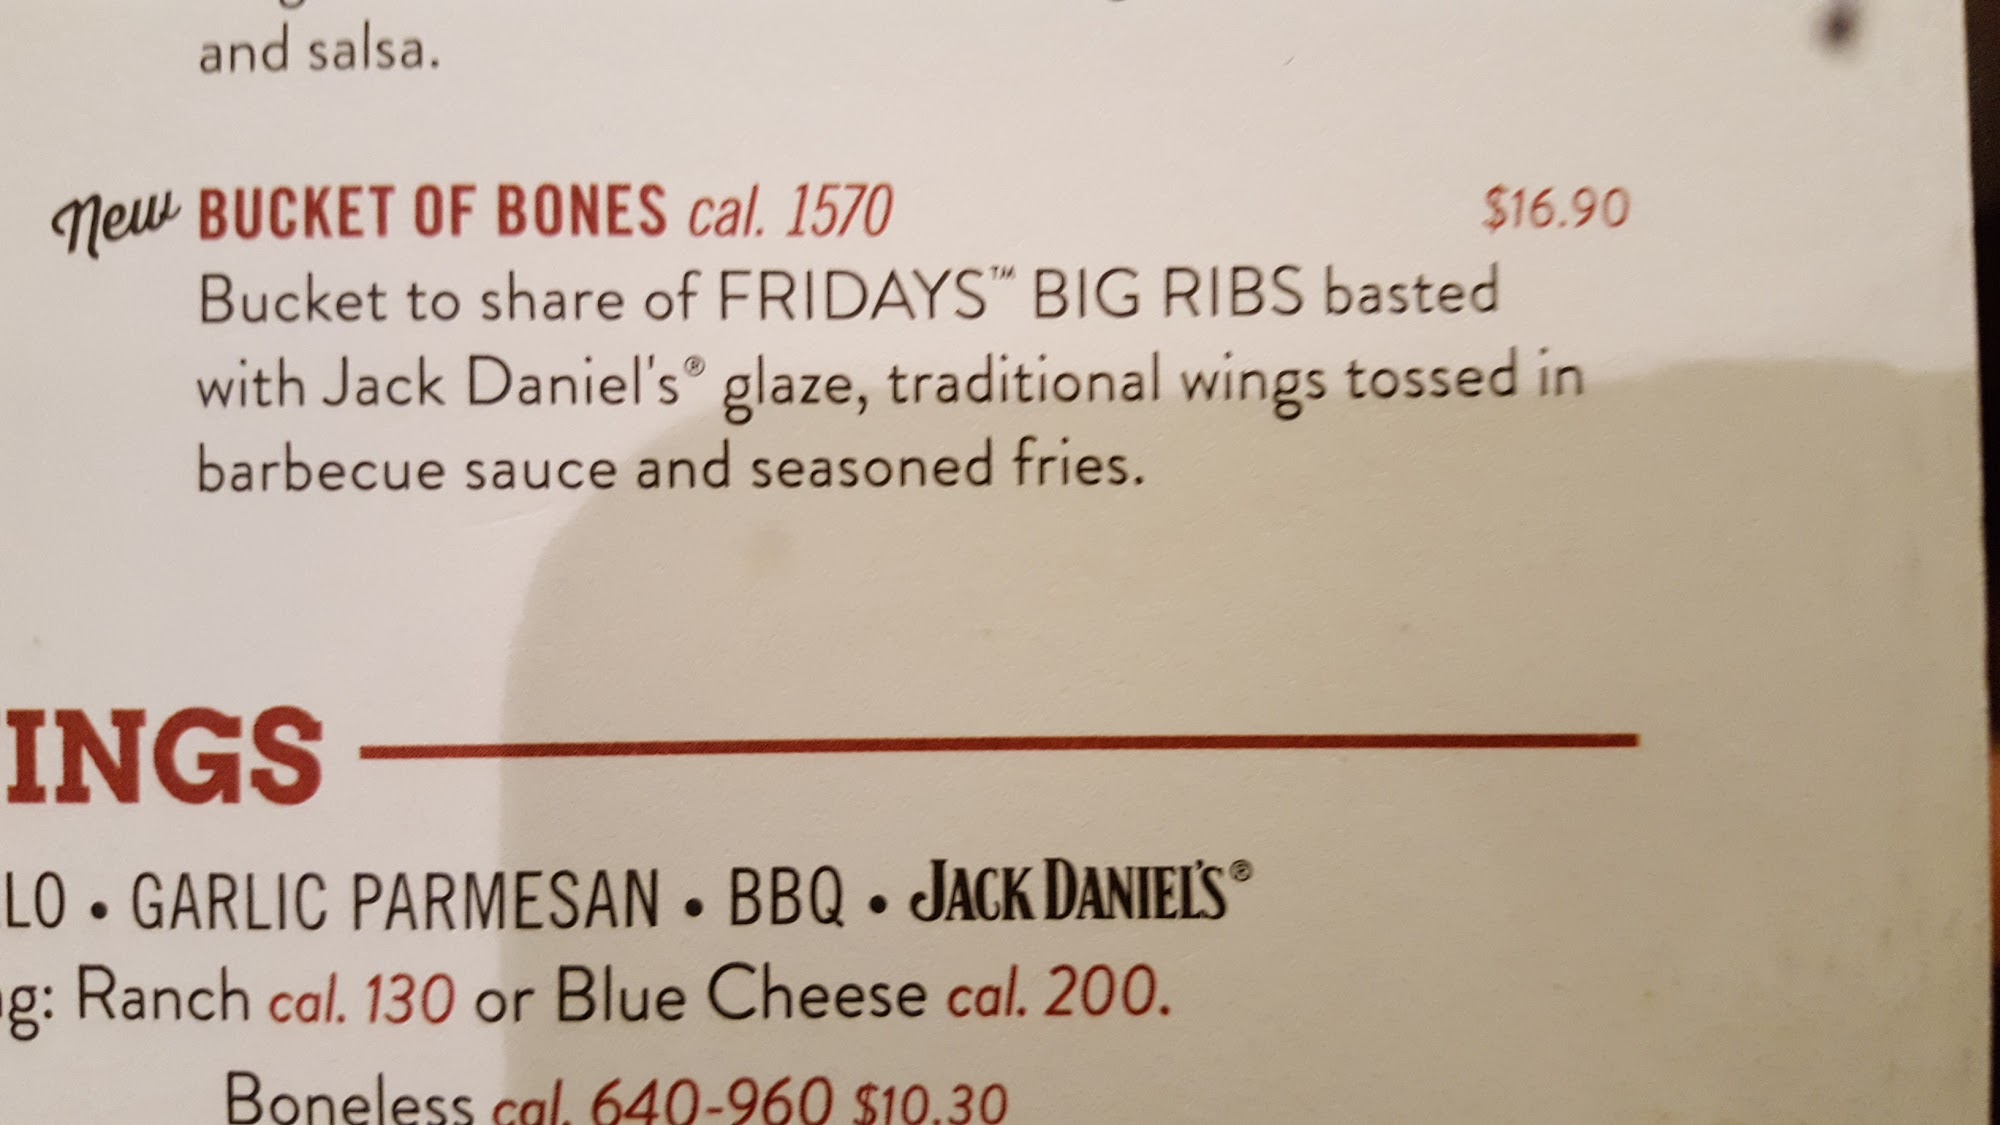 and salsa.
New BUCKET OF BONES cal. 1570 $16.90
Bucket to share of FRIDAYS™ BIG RIBS basted
with Jack Daniel's® glaze, traditional wings tossed in
barbecue sauce and seasoned fries.
INGS
LO • GARLIC PARMESAN • BBQ • JACK DANIEL'S®
g: Ranch cal. 130 or Blue Cheese cal. 200.
Boneless cal. 640-960 $10.30